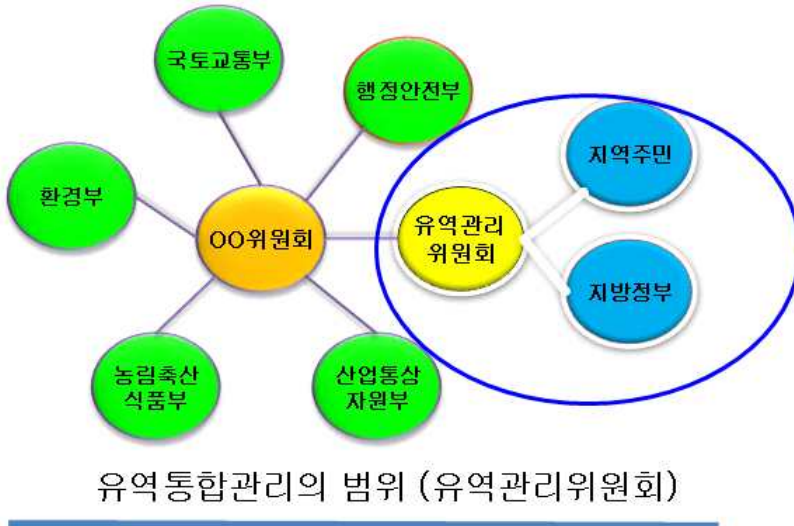 국토교통부
행정안전부
지역주민
환경부
OO위원회
유역관리
위원회
지방정부
농림축산
식품부
산업통상
자원부
유역통합관리의 범위 (유역관리위원회)